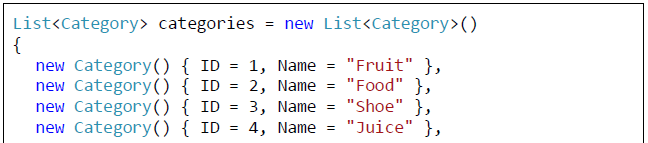 List<Category> categories = new List<Category>()
{
new Category() { ID = 1, Name = "Fruit" },
new Category() { ID = 2, Name = "Food" },
new Category() { ID = 3, Name = "Shoe" },
new Category() { ID = 4, Name = "Juice" },